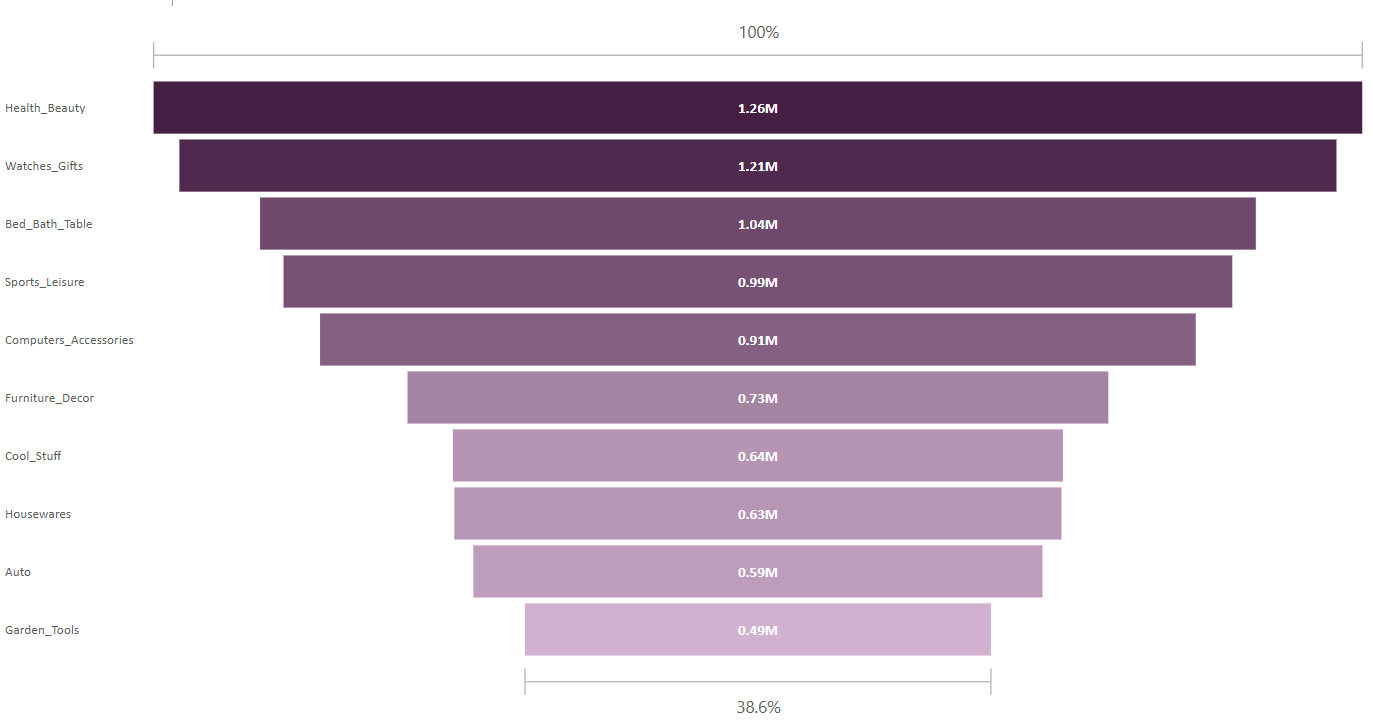 100%
Health_Beauty 1.26M
Watches_Gifts 1.21M
Bed_Bath_Table 1.04M
Sports_Leisure 0.99M
Computers_Accessories 0.91M
Furniture_Decor 0.73M
Cool_Stuff 0.64M
Housewares 0.63M
Auto 0.59M
Garden_Tools 0.49M
38.6%